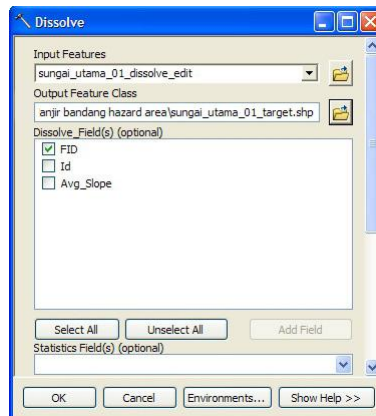 Dissolve
Input Features
sungai_utama_01_dissolve_edit
Output Feature Class
anjir bandang hazard area\sungai_utama_01_target.shp
Dissolve_Field(s) (optional)
FID
Id
Avg_Slope
Select All Unselect All Add Field
Statistics Field(s) (optional)
OK Cancel Environments... Show Help >>